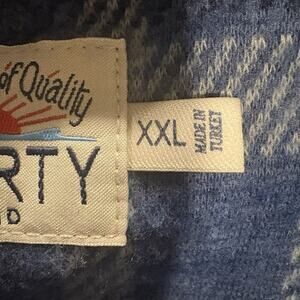 of Quality
RTY
D
XXL
MADE IN
TURKEY